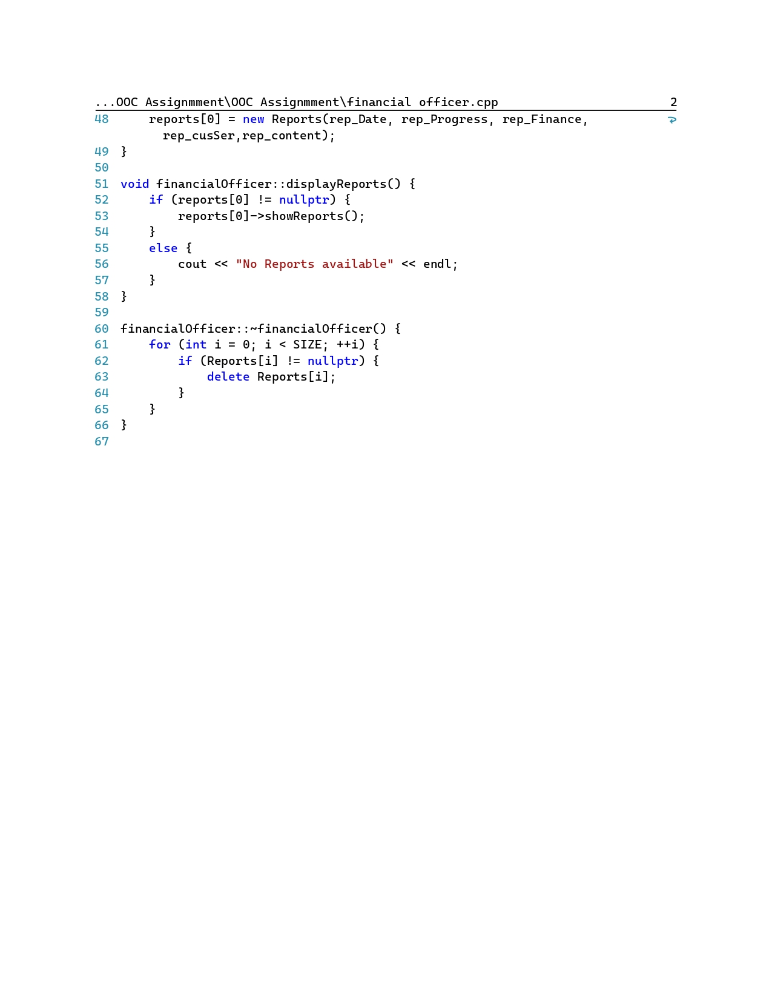 ...OOC Assignmment\OOC Assignmment\financial officer.cpp 2
48 reports[0] = new Reports(rep_Date, rep_Progress, rep_Finance,
rep_cusSer,rep_content);
49 }
50
51 void financialOfficer::displayReports() {
52 if (reports[0] != nullptr) {
53 reports[0]->showReports();
54 }
55 else {
56 cout << "No Reports available" << endl;
57 }
58 }
59
60 financialOfficer::~financialOfficer() {
61 for (int i = 0; i < SIZE; ++i) {
62 if (Reports[i] != nullptr) {
63 delete Reports[i];
64 }
65 }
66 }
67